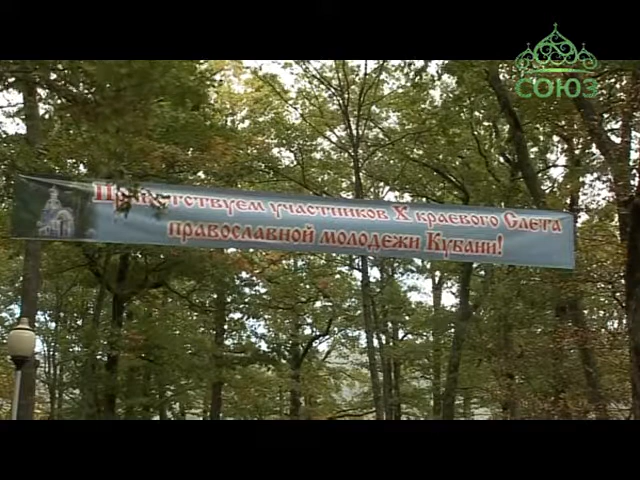 СОЮЗ
Приветствуем участников X краевого Слета
православной молодежи Кубани!